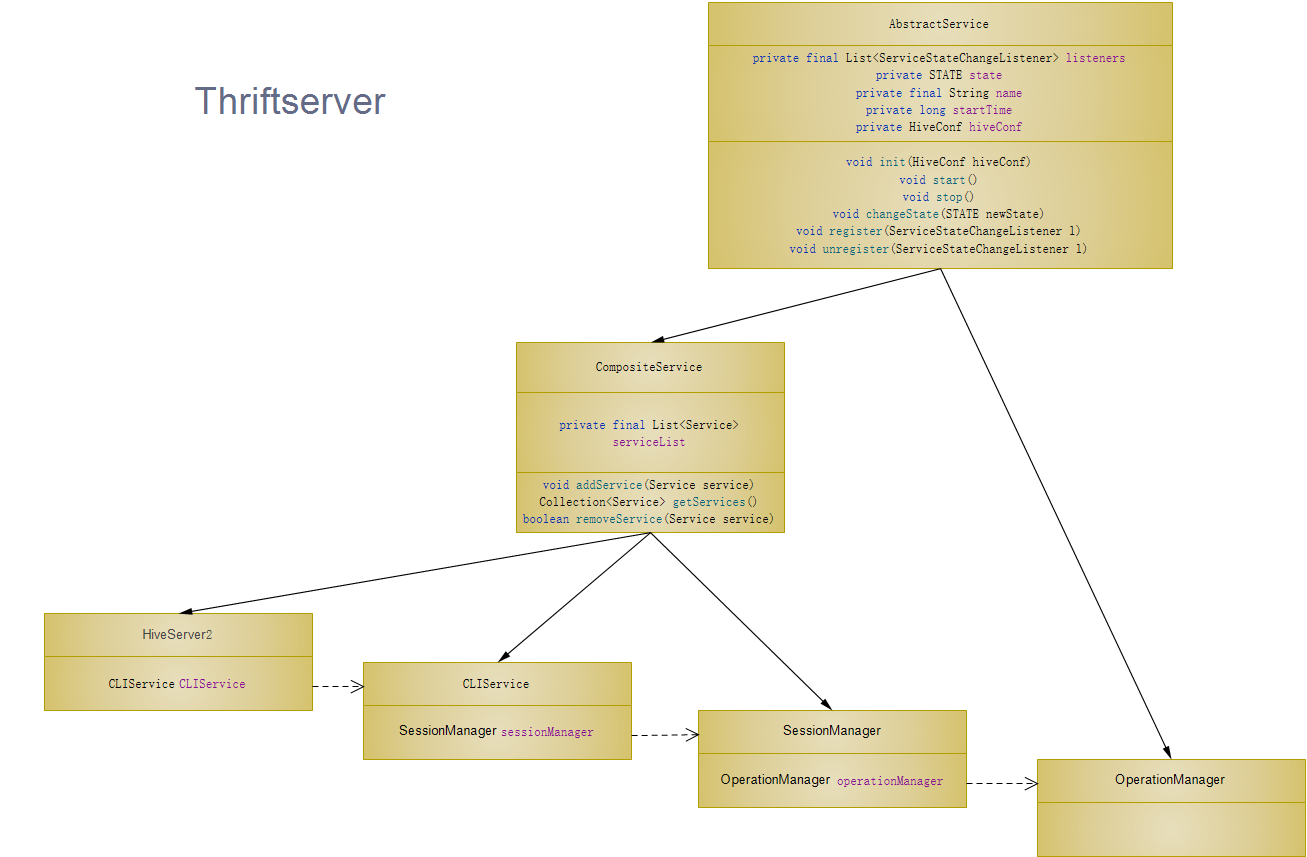 Thriftserver
AbstractService
private final List<ServiceStateChangeListener> listeners
private STATE state
private final String name
private long startTime
private HiveConf hiveConf
void init(HiveConf hiveConf)
void start()
void stop()
void changeState(STATE newState)
void register(ServiceStateChangeListener l)
void unregister(ServiceStateChangeListener l)
CompositeService
private final List<Service>
serviceList
void addService(Service service)
Collection<Service> getServices()
boolean removeService(Service service)
HiveServer2
CLIService CLIService
CLIService
SessionManager sessionManager
SessionManager
OperationManager operationManager
OperationManager